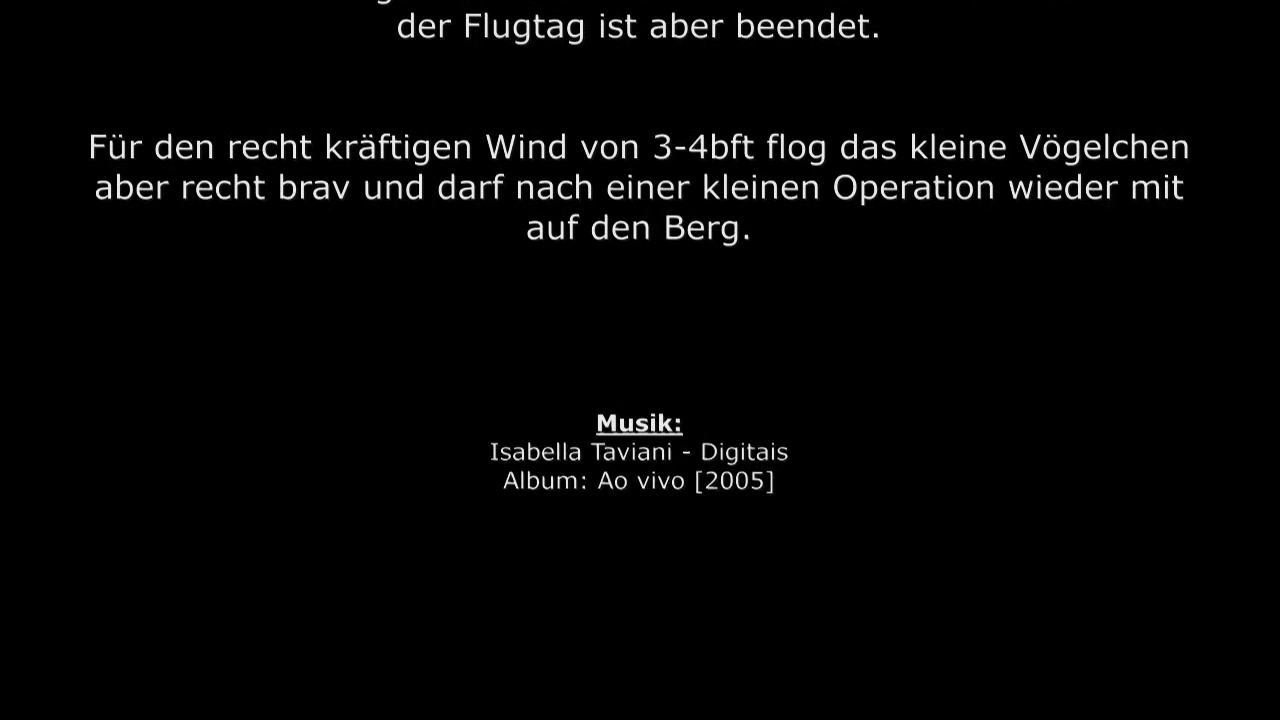 der Flugtag ist aber beendet.
Für den recht kräftigen Wind von 3-4bft flog das kleine Vögelchen
aber recht brav und darf nach einer kleinen Operation wieder mit
auf den Berg.
Musik:
Isabella Taviani - Digitais
Album: Ao vivo [2005]